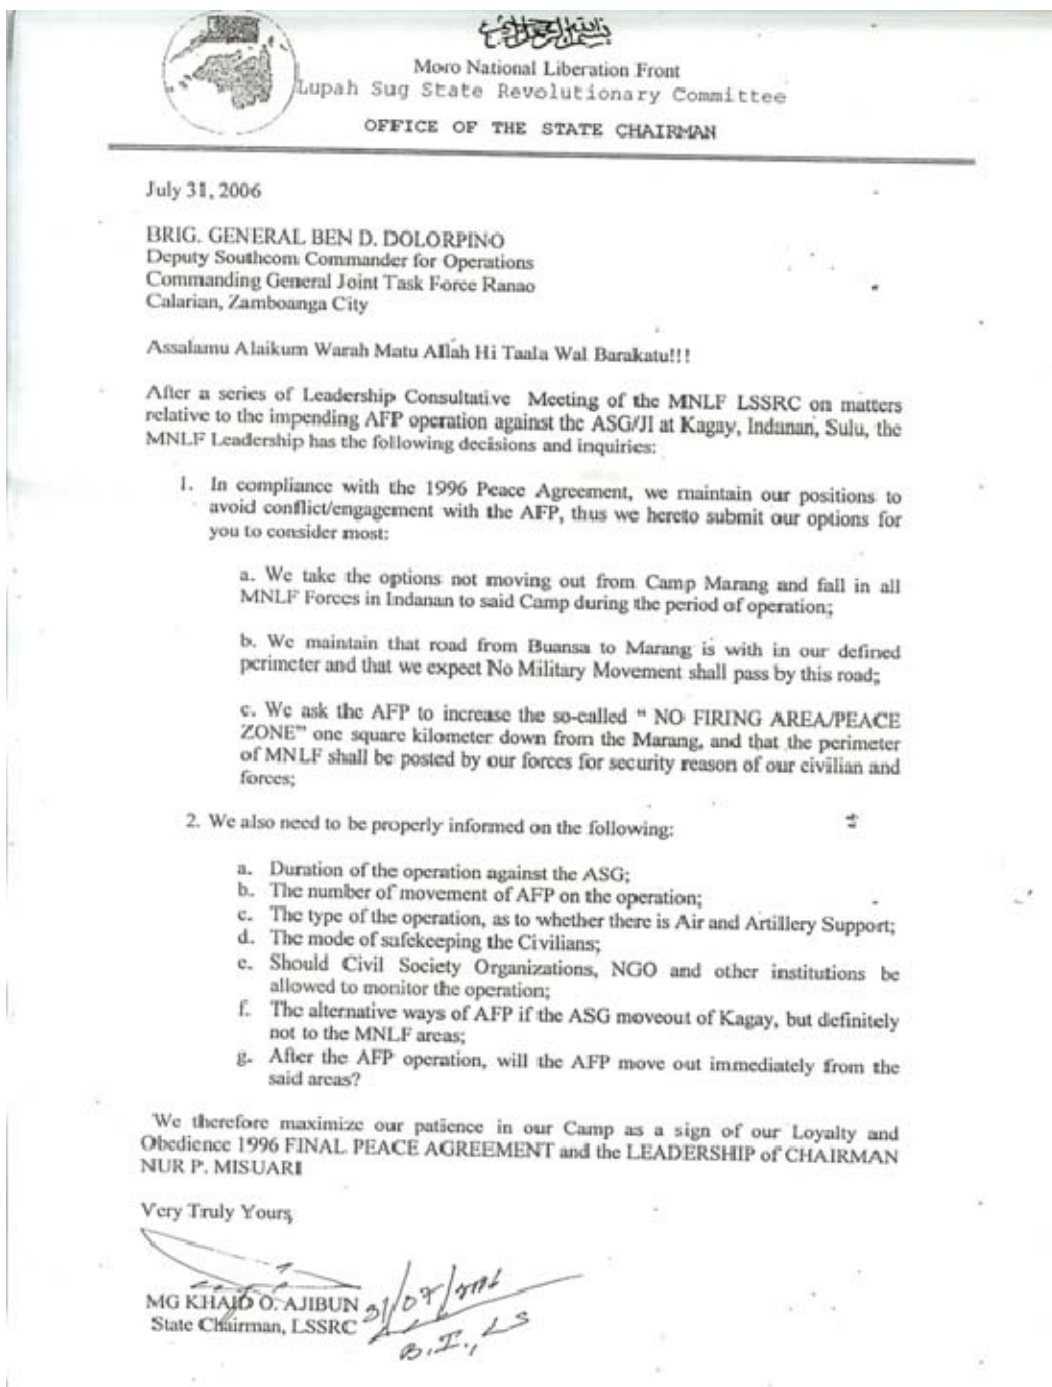 Moro National Liberation Front
Lupah Sug State Revolutionary Committee
OFFICE OF THE STATE CHAIRMAN
July 31, 2006
BRIG. GENERAL BEN D. DOLORPINO
Deputy Southcom Commander for Operations
Commanding General Joint Task Force Ranao
Calarian, Zamboanga City
Assalamu Alaikum Warah Matu Allah Hi Taala Wal Barakatu!!!
After a series of Leadership Consultative Meeting of the MNLF LSSRC on matters
relative to the impending AFP operation against the ASG/JI at Kagay, Indanan, Sulu, the
MNLF Leadership has the following decisions and inquiries:
1. In compliance with the 1996 Peace Agreement, we maintain our positions to
avoid conflict/engagement with the AFP, thus we hereto submit our options for
you to consider most:
a. We take the options not moving out from Camp Marang and fall in all
MNLF Forces in Indanan to said Camp during the period of operation;
b. We maintain that road from Buansa to Marang is with in our defined
perimeter and that we expect No Military Movement shall pass by this road;
c. We ask the AFP to increase the so-called " NO FIRING AREA/PEACE
ZONE" one square kilometer down from the Marang, and that the perimeter
of MNLF shall be posted by our forces for security reason of our civilian and
forces;
2. We also need to be properly informed on the following:
a. Duration of the operation against the ASG;
b. The number of movement of AFP on the operation;
c. The type of the operation, as to whether there is Air and Artillery Support;
d. The mode of safekeeping the Civilians;
e. Should Civil Society Organizations, NGO and other institutions be
allowed to monitor the operation;
f. The alternative ways of AFP if the ASG moveout of Kagay, but definitely
not to the MNLF areas;
g. After the AFP operation, will the AFP move out immediately from the
said areas?
We therefore maximize our patience in our Camp as a sign of our Loyalty and
Obedience 1996 FINAL PEACE AGREEMENT and the LEADERSHIP of CHAIRMAN
NUR P. MISUARI
Very Truly Yours,
MG KHAID O. AJIBUN
State Chairman, LSSRC
31/07/
B.I., LS